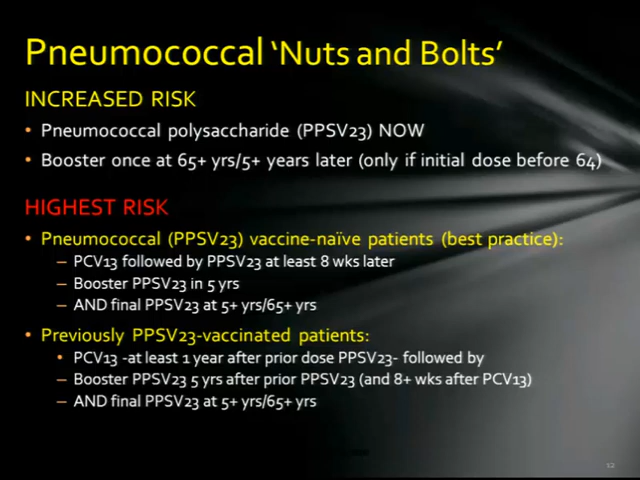 Pneumococcal ‘Nuts and Bolts’
INCREASED RISK
• Pneumococcal polysaccharide (PPSV23) NOW
• Booster once at 65+ yrs/5+ years later (only if initial dose before 64)
HIGHEST RISK
• Pneumococcal (PPSV23) vaccine-naïve patients (best practice):
– PCV13 followed by PPSV23 at least 8 wks later
– Booster PPSV23 in 5 yrs
– AND final PPSV23 at 5+ yrs/65+ yrs
• Previously PPSV23-vaccinated patients:
• PCV13 -at least 1 year after prior dose PPSV23- followed by
– Booster PPSV23 5 yrs after prior PPSV23 (and 8+ wks after PCV13)
– AND final PPSV23 at 5+ yrs/65+ yrs
12